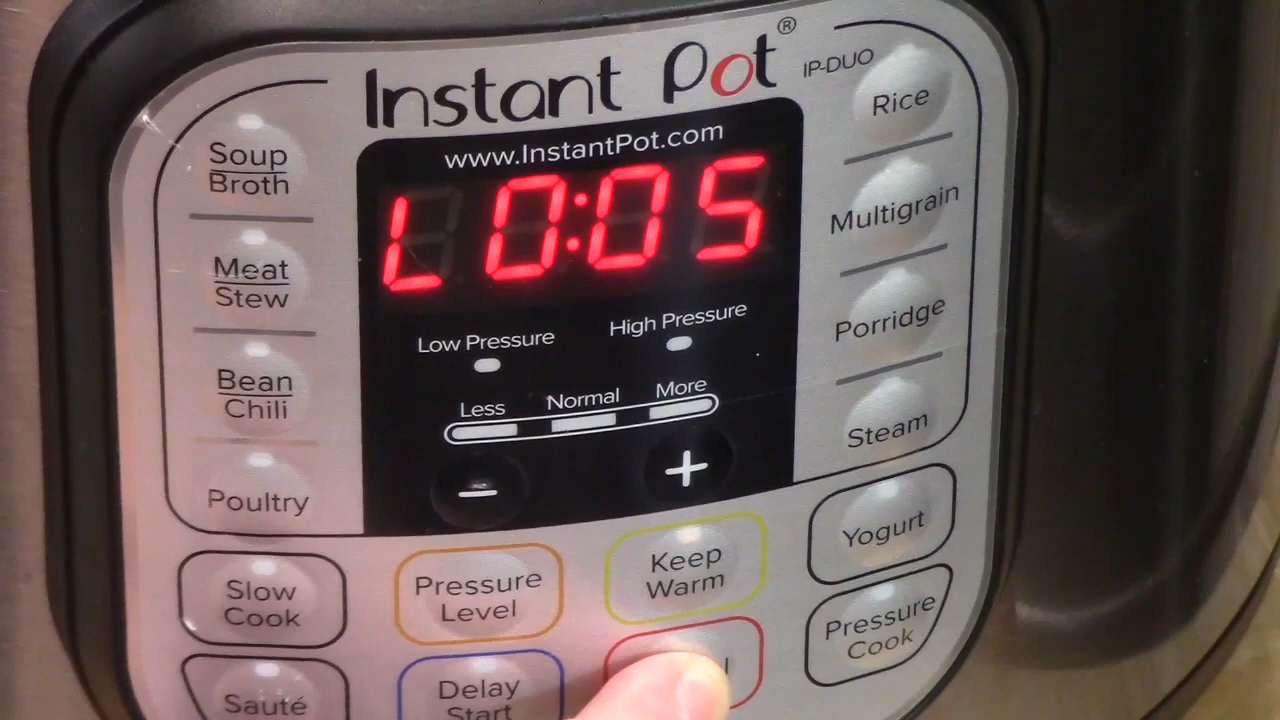 Instant Pot®
IP-DUO
www.InstantPot.com
L 0:05
Low Pressure
High Pressure
Less
Normal
More
−
+
Soup
Broth
Meat
Stew
Bean
Chili
Poultry
Rice
Multigrain
Porridge
Steam
Slow
Cook
Pressure
Level
Keep
Warm
Yogurt
Sauté
Delay
Start
Pressure
Cook